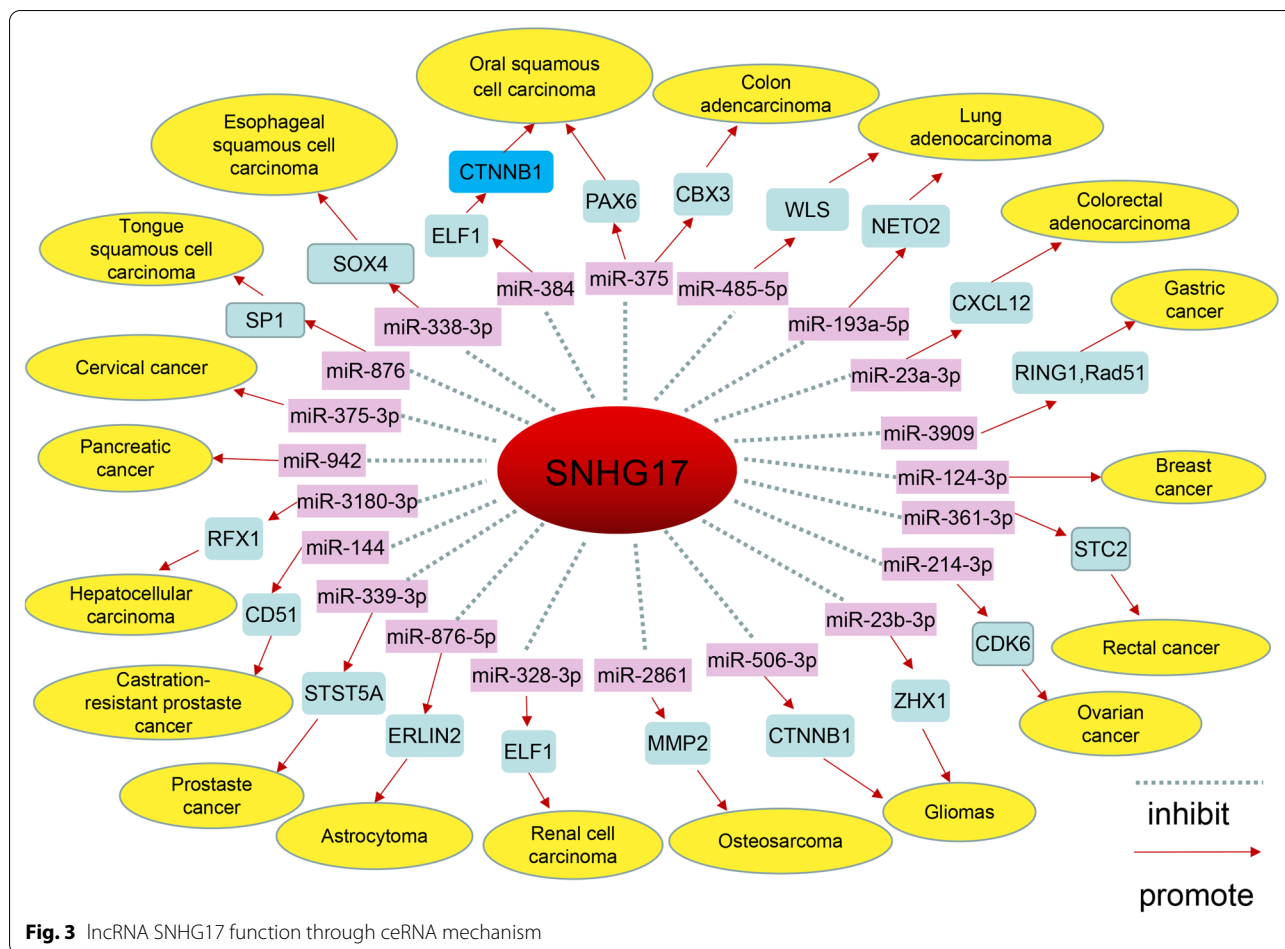 Oral squamous
cell carcinoma
Colon
adencarcinoma
Lung
adenocarcinoma
Esophageal
squamous cell
carcinoma
CTNNB1
PAX6
CBX3
WLS
NETO2
Colorectal
adenocarcinoma
Tongue
squamous cell
carcinoma
ELF1
SOX4
miR-384
miR-375
miR-485-5p
CXCL12
Gastric
cancer
SP1
miR-338-3p
miR-193a-5p
Cervical cancer
miR-876
miR-23a-3p
RING1,Rad51
miR-375-3p
miR-3909
Pancreatic
cancer
miR-942
SNHG17
miR-124-3p
Breast
cancer
miR-3180-3p
miR-361-3p
RFX1
miR-144
miR-214-3p
STC2
Hepatocellular
carcinoma
CD51
miR-339-3p
miR-23b-3p
CDK6
Rectal cancer
miR-876-5p
miR-328-3p
miR-2861
miR-506-3p
Castration-
resistant prostaste
cancer
STST5A
ZHX1
Ovarian
cancer
ERLIN2
ELF1
MMP2
CTNNB1
Prostaste
cancer
Astrocytoma
Renal cell
carcinoma
Osteosarcoma
Gliomas
inhibit
promote
Fig. 3 lncRNA SNHG17 function through ceRNA mechanism